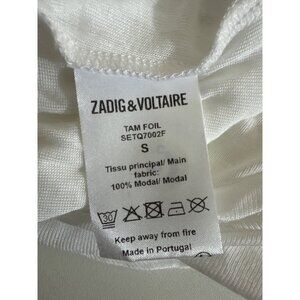 ZADIG & VOLTAIRE
TAM FOIL
SETQ7002F
S
Tissu principal/ Main
fabric:
100% Modal/ Modal
30
Keep away from fire
Made in Portugal